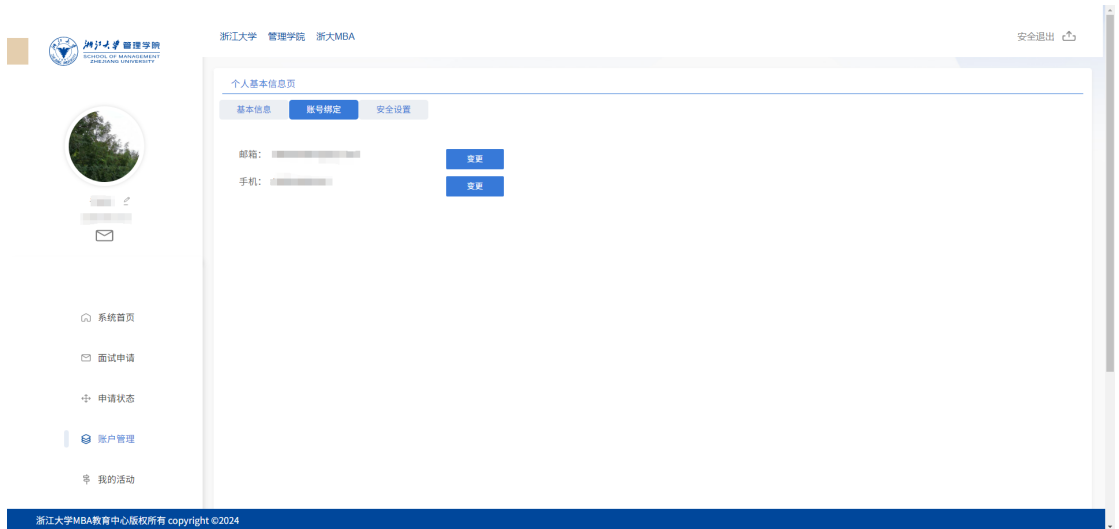 浙江大学 管理学院
SCHOOL OF MANAGEMENT
ZHEJIANG UNIVERSITY
浙江大学 管理学院 浙大MBA
安全退出
个人基本信息页
基本信息 账号绑定 安全设置
邮箱： 变更
手机： 变更
系统首页
面试申请
申请状态
账户管理
我的活动
浙江大学MBA教育中心版权所有 copyright ©2024